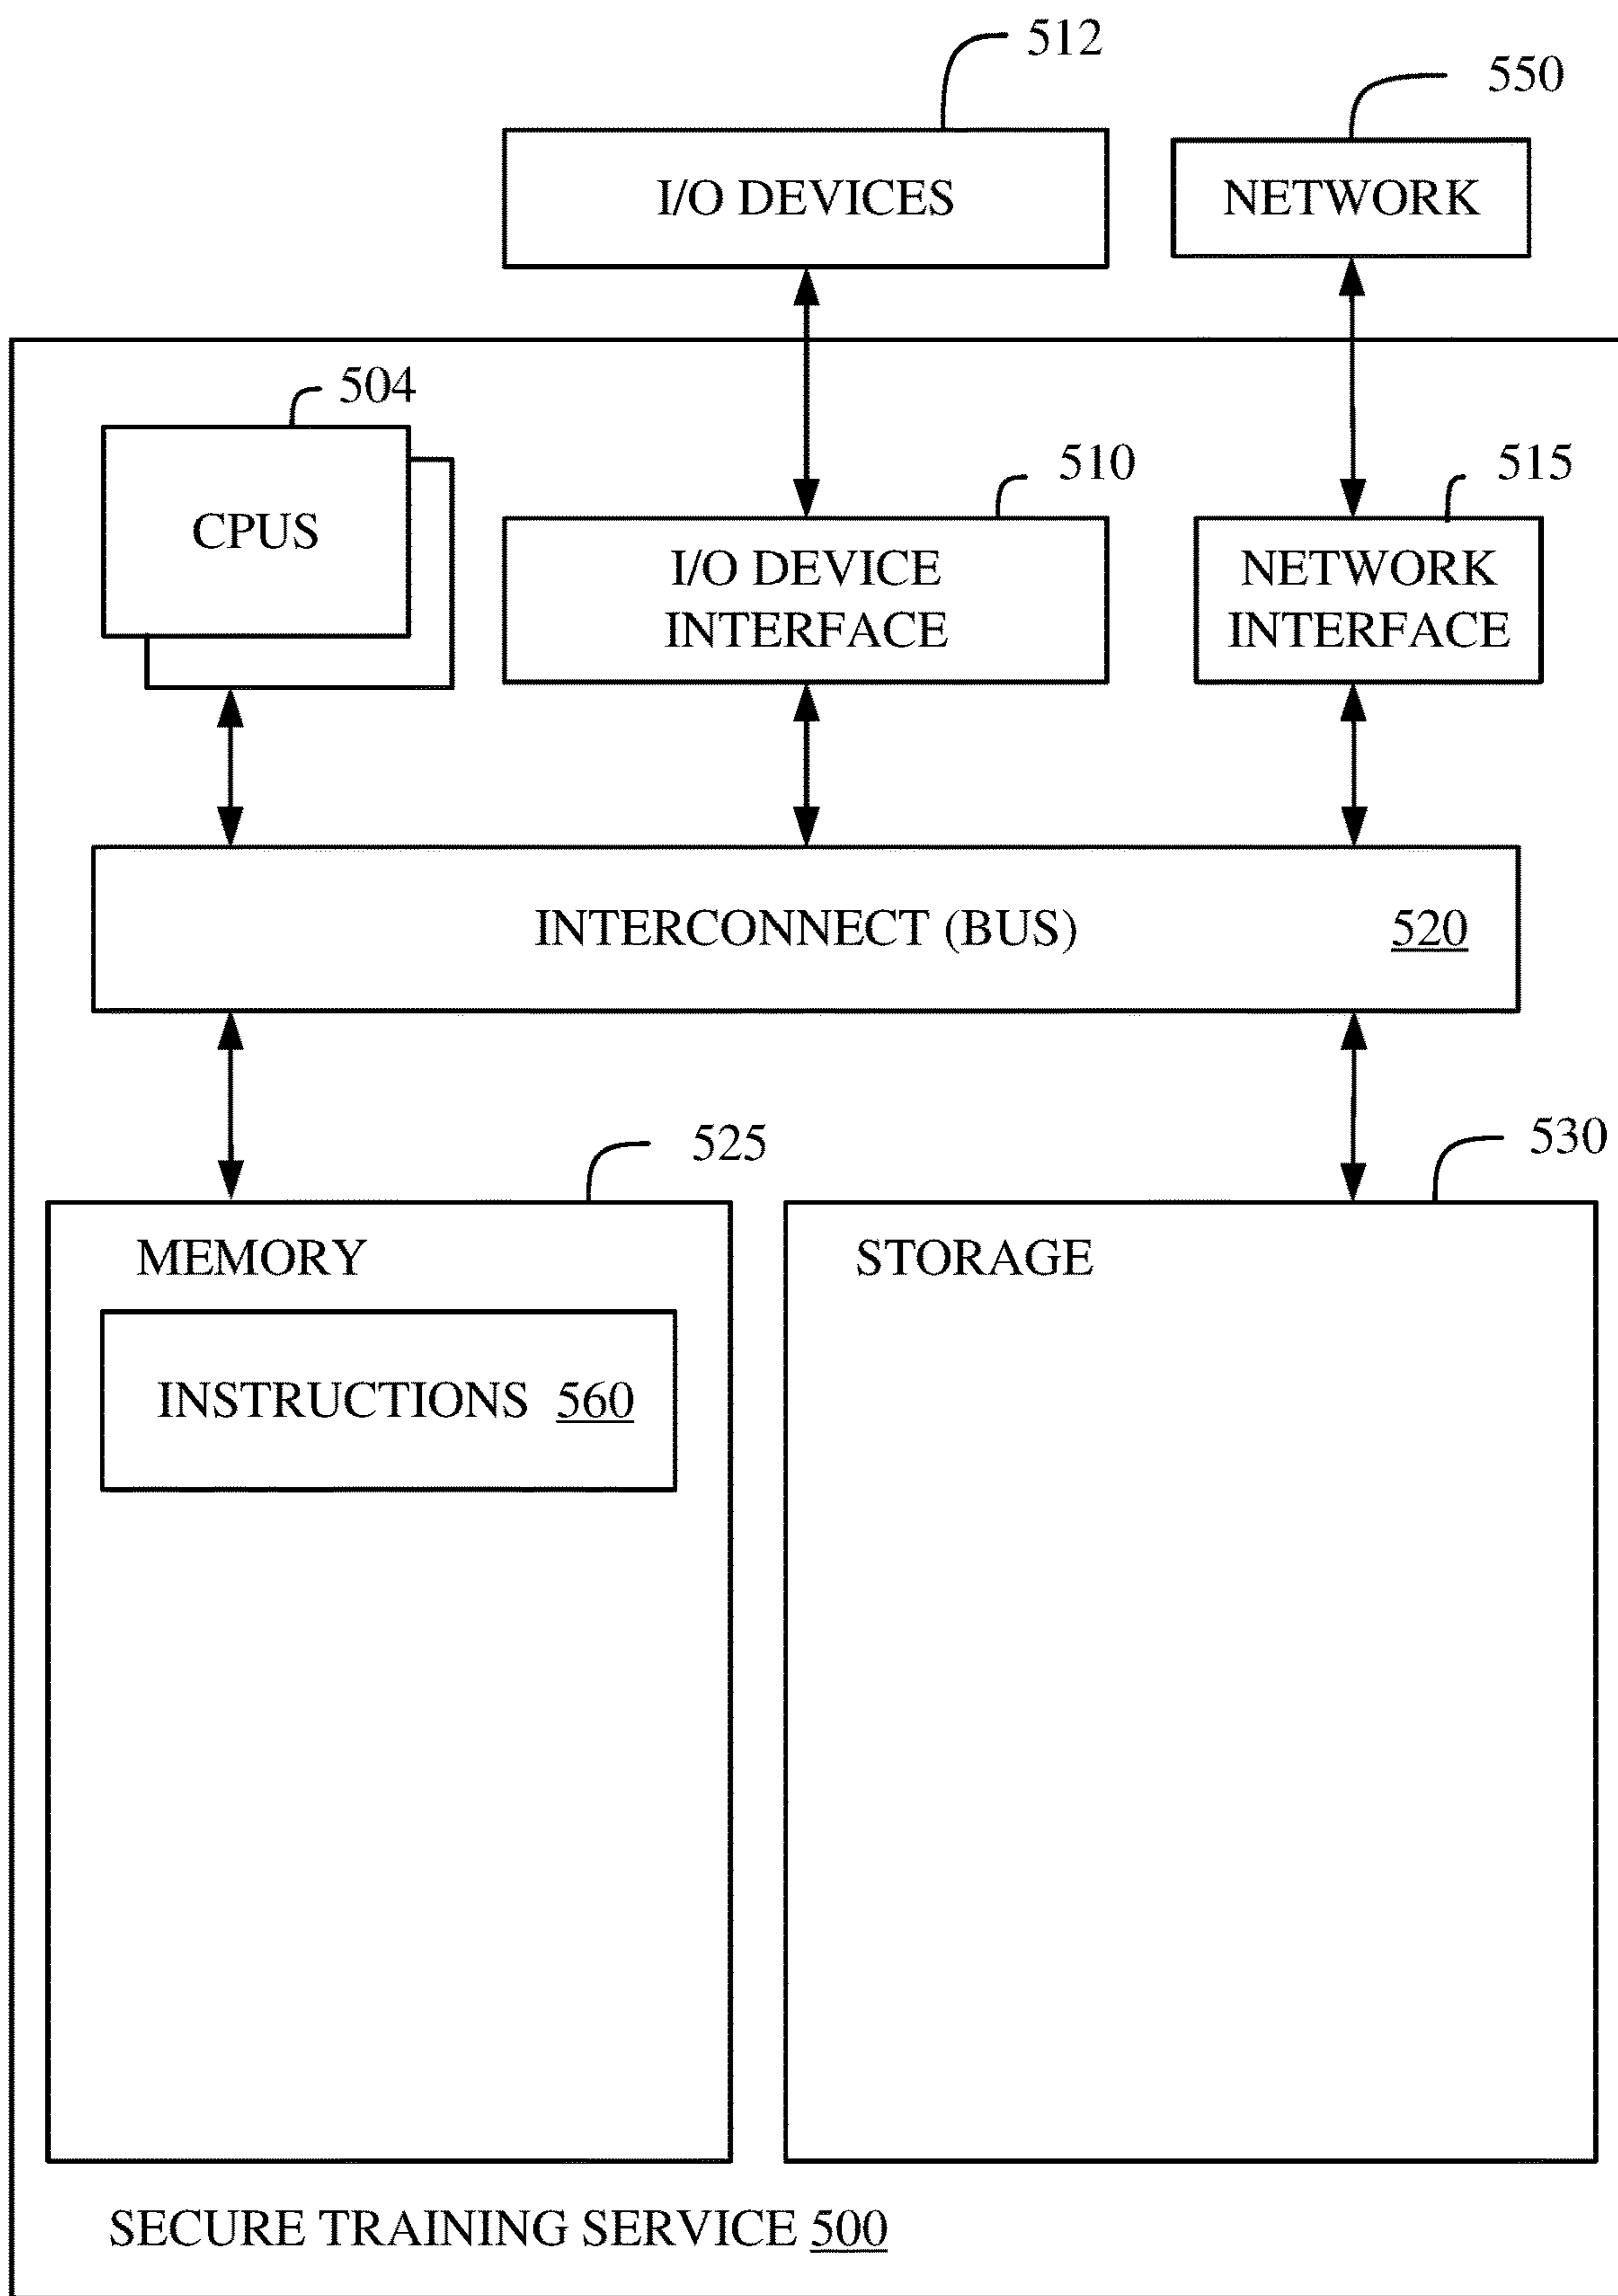 512
550
I/O DEVICES
NETWORK
504
510
515
CPUS
I/O DEVICE
INTERFACE
NETWORK
INTERFACE
INTERCONNECT (BUS) 520
525
530
MEMORY
STORAGE
INSTRUCTIONS 560
SECURE TRAINING SERVICE 500